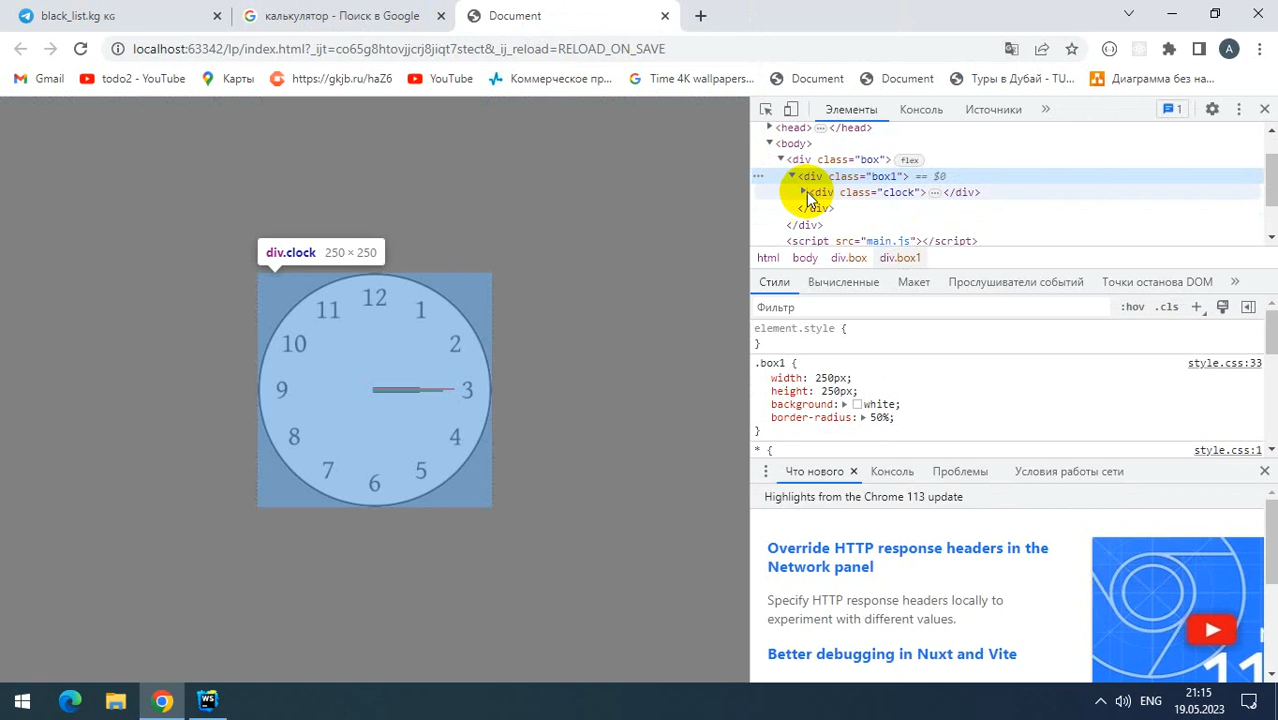 black_list.kg кg
калькулятор - Поиск в Google
Document
localhost:63342/lp/index.html?_ijt=co65g8htovjjcrj8jiqt7stect&_ij_reload=RELOAD_ON_SAVE
A
Gmail
todo2 - YouTube
Карты
https://gkjb.ru/haZ6
YouTube
Коммерческое пр...
Time 4K wallpapers...
Document
Document
Туры в Дубай - TU...
Диаграмма без на...
Элементы
Консоль
Источники
1
<head> ⋯ </head>
<body>
<div class="box"> flex
<div class="box1"> == $0
<div class="clock"> ⋯ </div>
</div>
</div>
<script src="main.js"></script>
html body div.box div.box1
Стили
Вычисленные
Макет
Прослушиватели событий
Точки останова DOM
Фильтр
:hov .cls
element.style {
}
.box1 {
style.css:33
width: 250px;
height: 250px;
background: white;
border-radius: 50%;
}
* {
style.css:1
Что нового
Консоль
Проблемы
Условия работы сети
Highlights from the Chrome 113 update
Override HTTP response headers in the
Network panel
Specify HTTP response headers locally to
experiment with different values.
Better debugging in Nuxt and Vite
11
div.clock 250 × 250
12
11
1
10
2
9
3
8
4
7
5
6
WS
ENG
21:15
19.05.2023